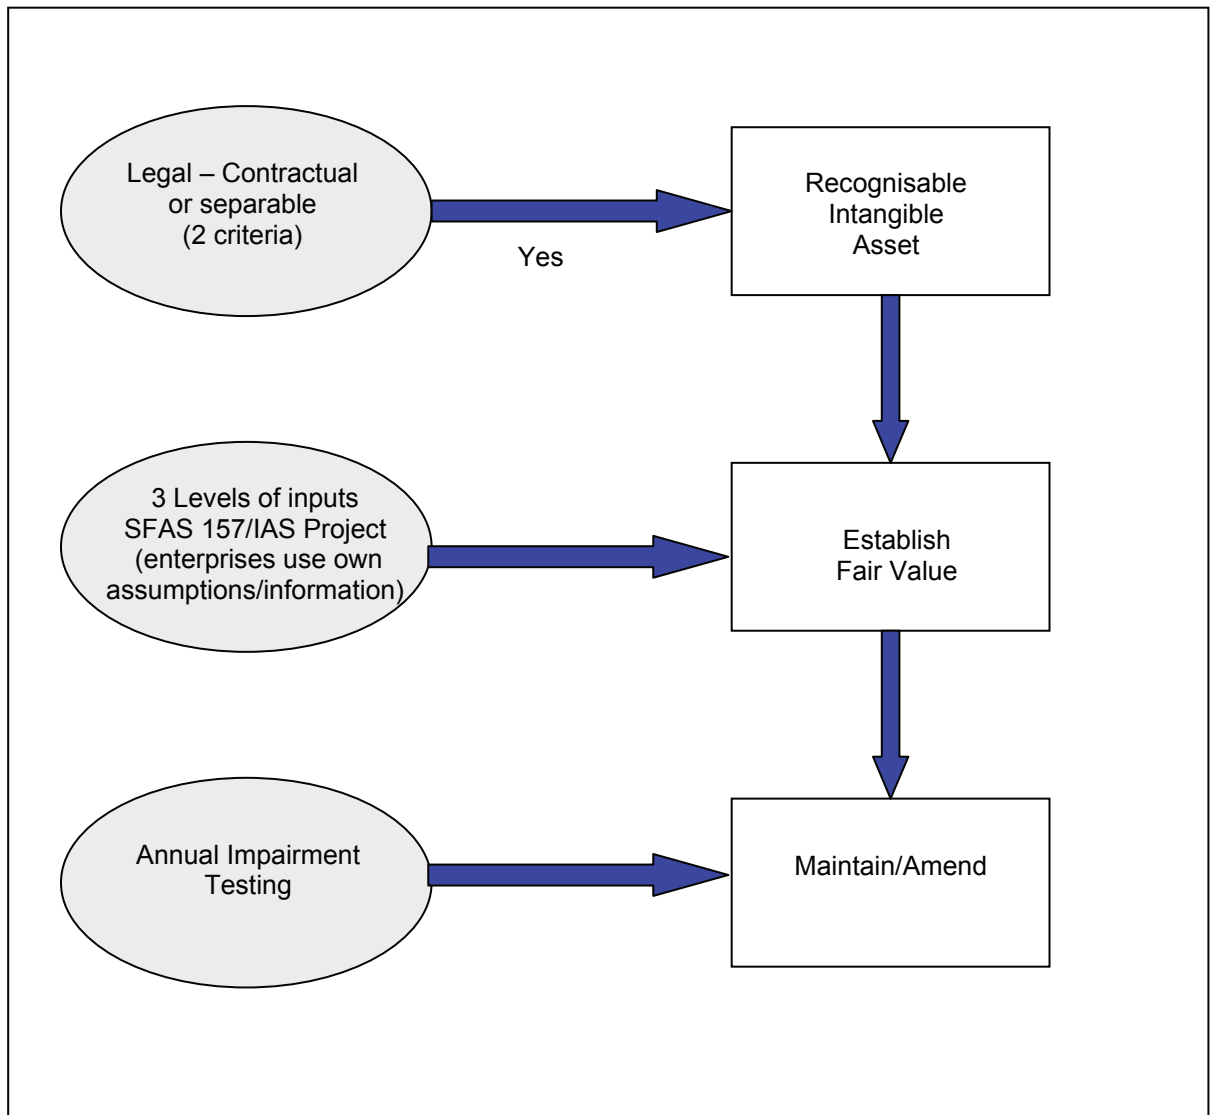 Legal – Contractual
or separable
(2 criteria)
Yes
Recognisable
Intangible
Asset
3 Levels of inputs
SFAS 157/IAS Project
(enterprises use own
assumptions/information)
Establish
Fair Value
Annual Impairment
Testing
Maintain/Amend